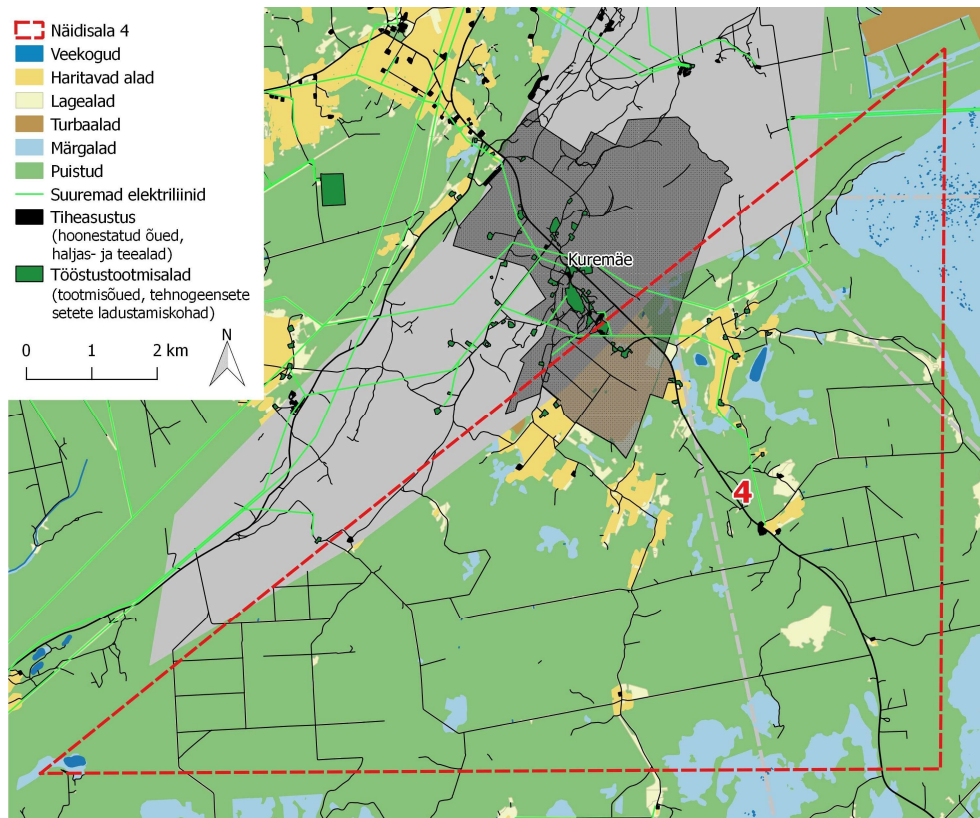 Näidisala 4
Veekogud
Haritavad alad
Lagealad
Turbaalad
Märgalad
Puistud
Suuremad elektriliinid
Tiheasustus
(hoonestatud õued,
haljas- ja teealad)
Tööstustootmisalad
(tootmisõued, tehnogeensete
setete ladustamiskohad)
N
0 1 2 km
Kuremäe
4